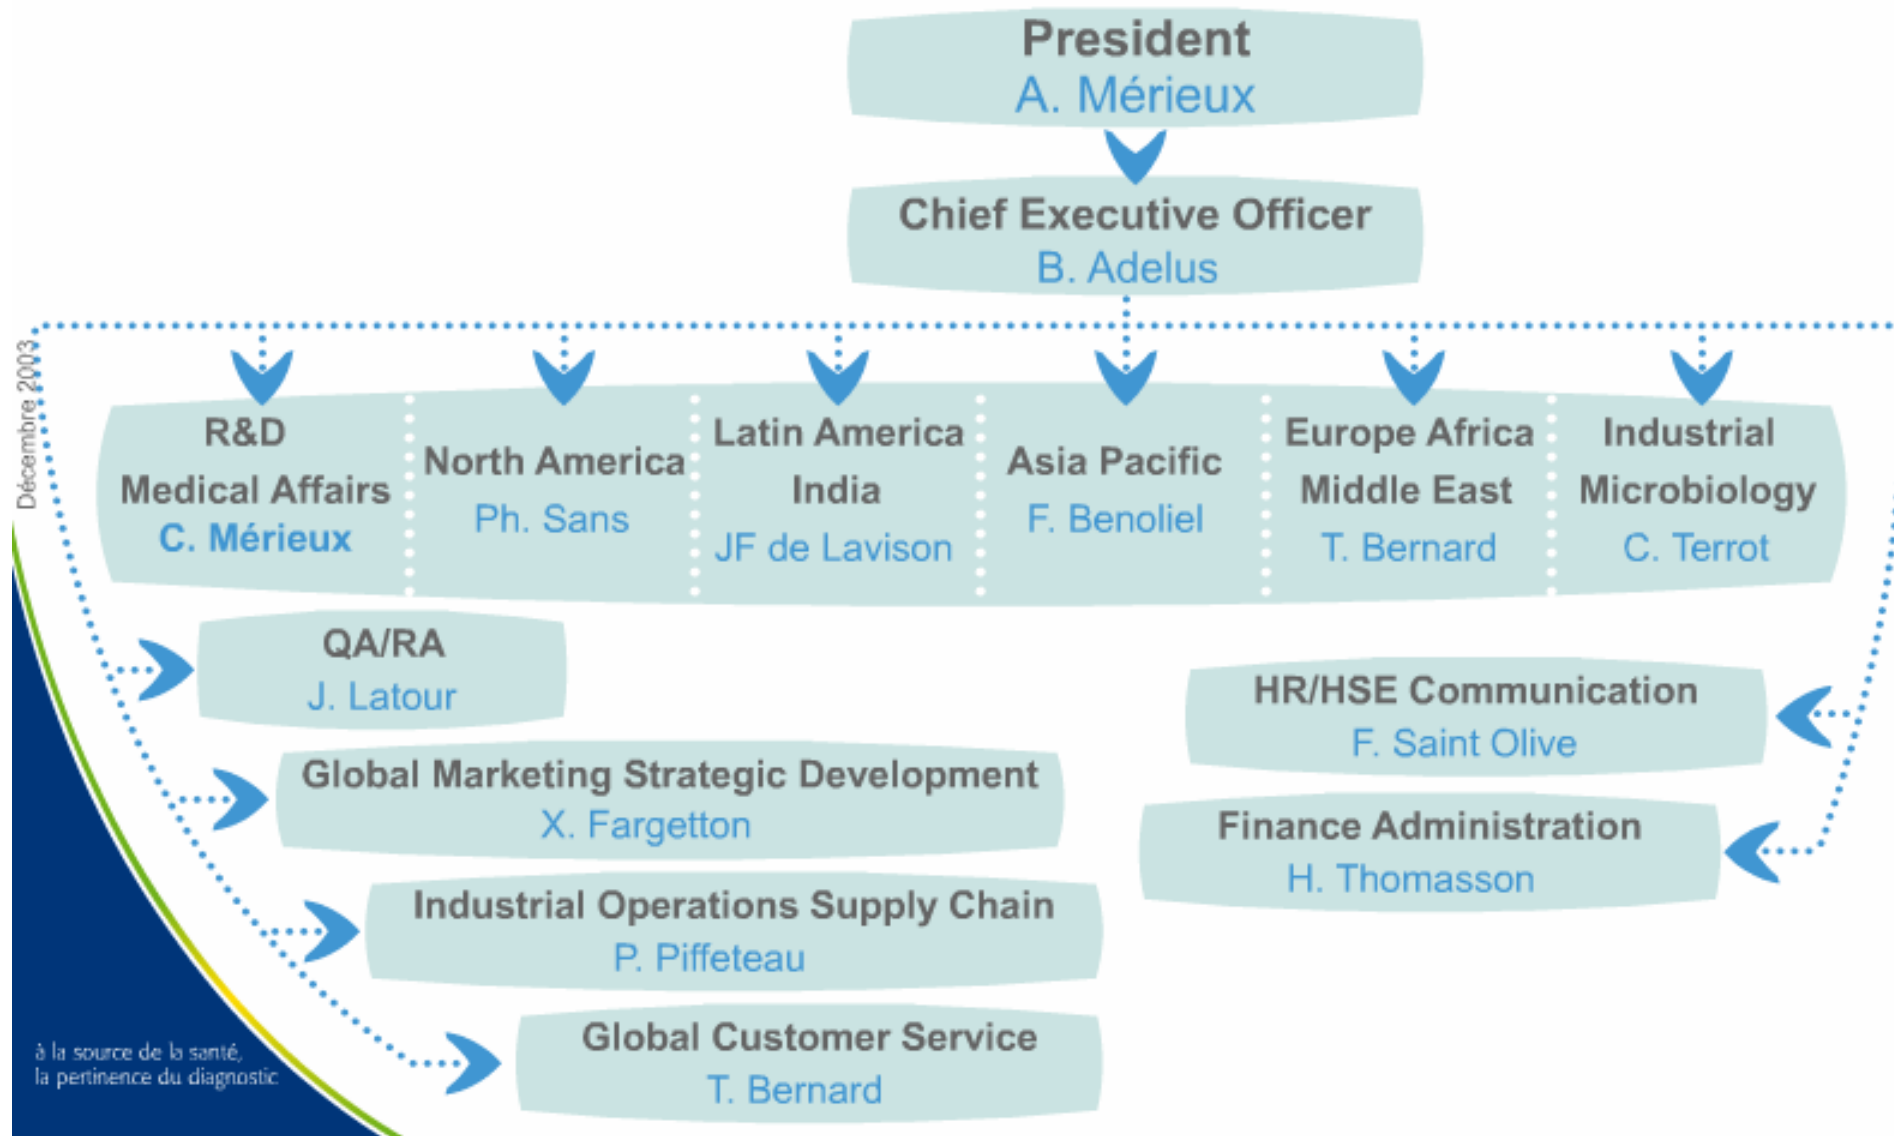 President
A. Mérieux
Chief Executive Officer
B. Adelus
Décembre 2003
R&D
Medical Affairs
C. Mérieux
North America
Ph. Sans
Latin America
India
JF de Lavison
Asia Pacific
F. Benoliel
Europe Africa
Middle East
T. Bernard
Industrial
Microbiology
C. Terrot
QA/RA
J. Latour
HR/HSE Communication
F. Saint Olive
Global Marketing Strategic Development
X. Fargetton
Finance Administration
H. Thomasson
Industrial Operations Supply Chain
P. Piffeteau
Global Customer Service
T. Bernard
à la source de la santé,
la pertinence du diagnostic